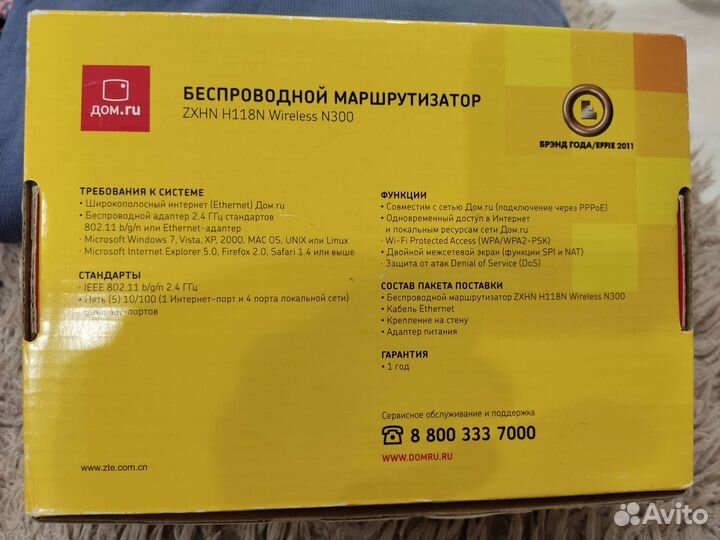 дом.ru
БЕСПРОВОДНОЙ МАРШРУТИЗАТОР
ZXHN H118N Wireless N300
БРЭНД ГОДА/EFFIE 2011
ТРЕБОВАНИЯ К СИСТЕМЕ
• Широкополосный интернет (Ethernet) Дом.ru
• Беспроводной адаптер 2,4 ГГц стандартов
802.11 b/g/n или Ethernet-адаптер
• Microsoft Windows 7, Vista, XP, 2000, MAC OS, UNIX или Linux
• Microsoft Internet Explorer 5.0, Firefox 2.0, Safari 1.4 или выше
СТАНДАРТЫ
• IEEE 802.11 b/g/n 2.4 ГГц
• Пять (5) 10/100 (1 Интернет-порт и 4 порта локальной сети)
ФУНКЦИИ
• Совместим с сетью Дом.ru (подключение через PPPoE)
• Одновременный доступ в Интернет
и локальным ресурсам сети Дом.ru
• Wi-Fi Protected Access (WPA/WPA2-PSK)
• Двойной межсетевой экран (функции SPI и NAT)
• Защита от атак Denial of Service (DoS)
СОСТАВ ПАКЕТА ПОСТАВКИ
• Беспроводной маршрутизатор ZXHN H118N Wireless N300
• Кабель Ethernet
• Крепление на стену
• Адаптер питания
ГАРАНТИЯ
• 1 год
Сервисное обслуживание и поддержка
8 800 333 7000
WWW.DOMRU.RU
www.zte.com.cn
Avito